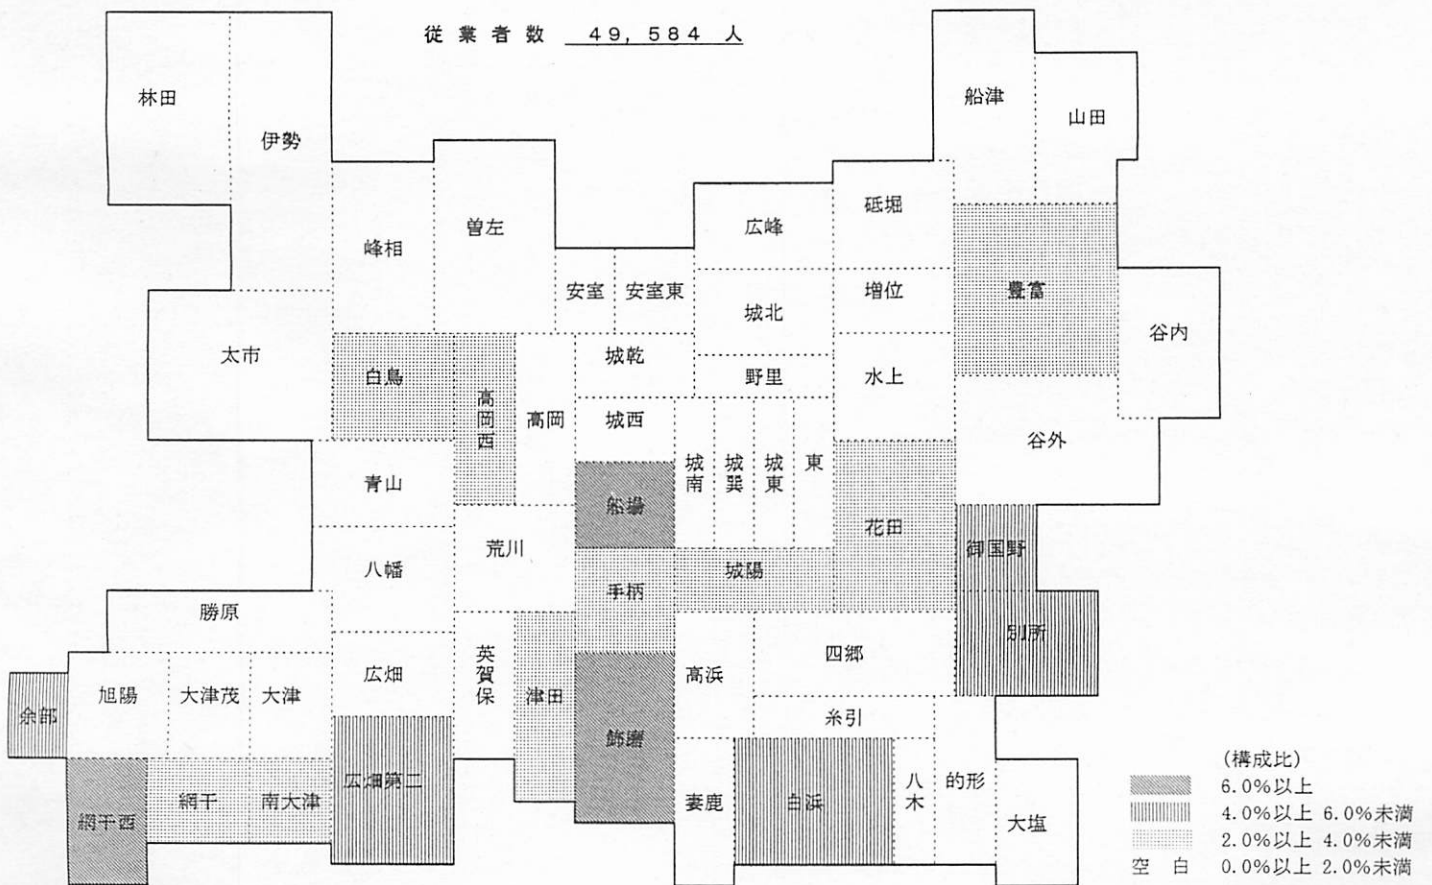 従業者数 49,584 人
林田
伊勢
船津
山田
砥堀
広峰
曽左
峰相
安室
安室東
増位
豊富
城北
谷内
太市
城乾
白鳥
野里
水上
高岡西
高岡
城西
谷外
城南
城巽
城東
東
青山
船場
花田
荒川
御国野
八幡
城陽
手柄
勝原
別所
四郷
英賀保
広畑
高浜
旭陽
大津茂
大津
津田
余部
糸引
飾磨
広畑第二
的形
網干
南大津
妻鹿
白浜
八木
網干西
大塩
(構成比)
6.0%以上
4.0%以上 6.0%未満
2.0%以上 4.0%未満
空白 0.0%以上 2.0%未満